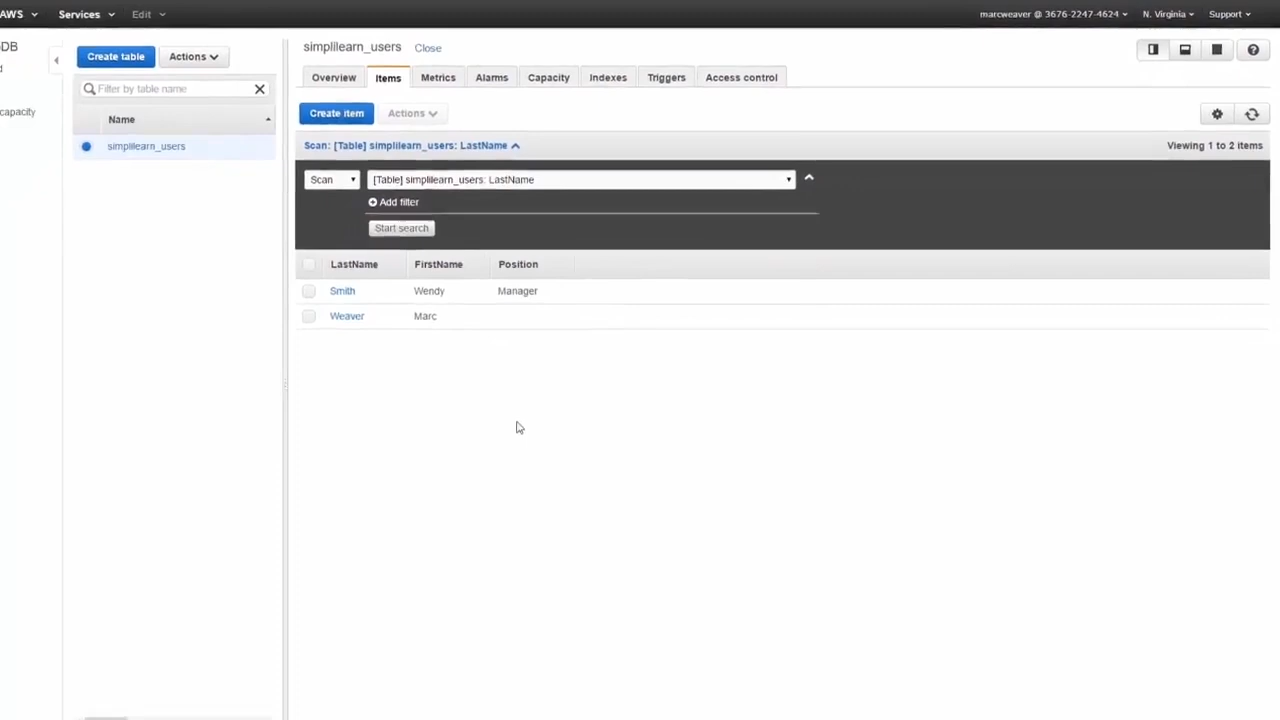 AWS Services Edit marcweaver @ 3676-2247-4624 N. Virginia Support
DB
d
capacity
Create table Actions
Filter by table name
Name
simplilearn_users
simplilearn_users Close
Overview Items Metrics Alarms Capacity Indexes Triggers Access control
Create item Actions
Scan: [Table] simplilearn_users: LastName Viewing 1 to 2 items
Scan [Table] simplilearn_users: LastName
Add filter
Start search
LastName FirstName Position
Smith Wendy Manager
Weaver Marc